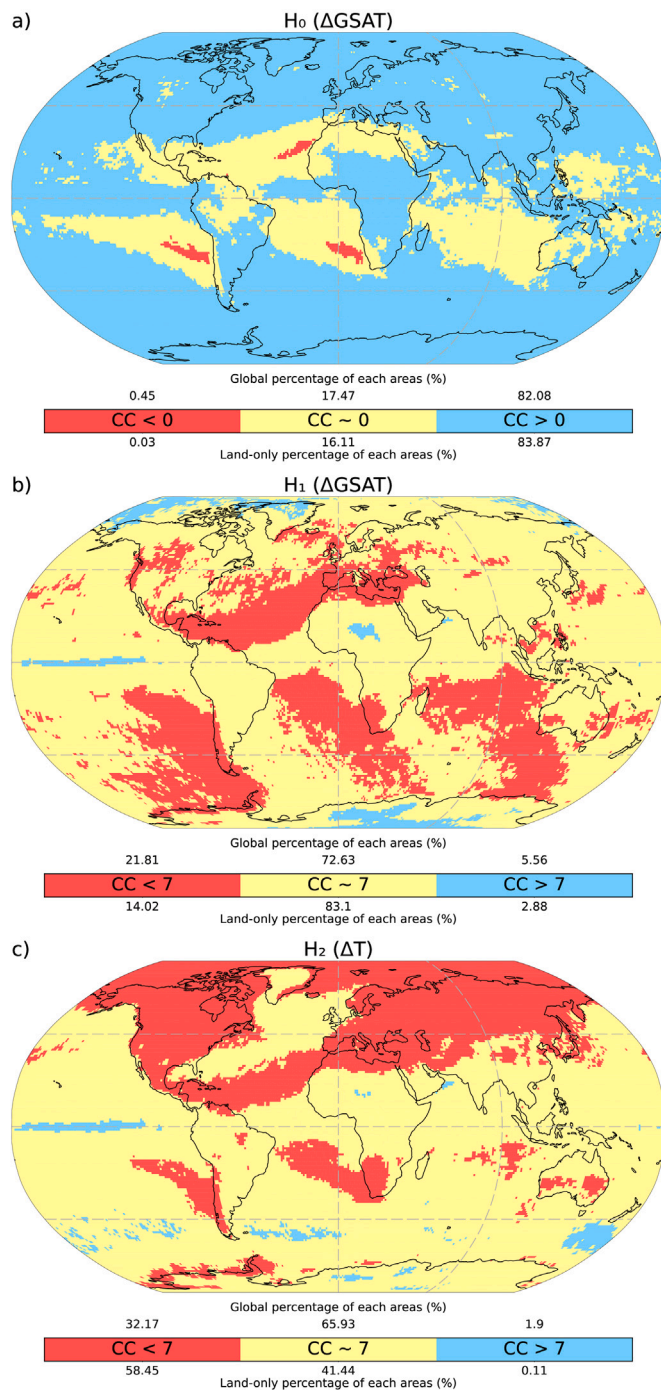 a)
H₀ (ΔGSAT)
Global percentage of each areas (%)
0.45 17.47 82.08
CC < 0 CC ~ 0 CC > 0
0.03 16.11 83.87
Land-only percentage of each areas (%)
b)
H₁ (ΔGSAT)
Global percentage of each areas (%)
21.81 72.63 5.56
CC < 7 CC ~ 7 CC > 7
14.02 83.1 2.88
Land-only percentage of each areas (%)
c)
H₂ (ΔT)
Global percentage of each areas (%)
32.17 65.93 1.9
CC < 7 CC ~ 7 CC > 7
58.45 41.44 0.11
Land-only percentage of each areas (%)